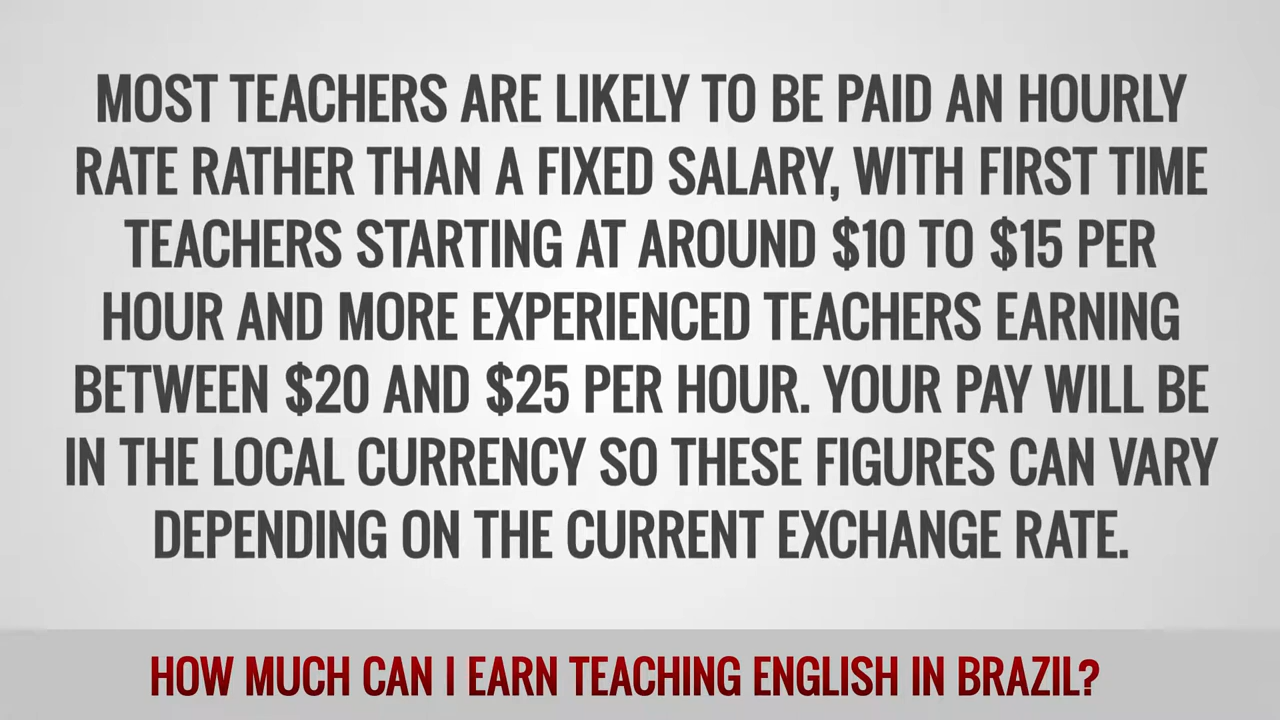 MOST TEACHERS ARE LIKELY TO BE PAID AN HOURLY
RATE RATHER THAN A FIXED SALARY, WITH FIRST TIME
TEACHERS STARTING AT AROUND $10 TO $15 PER
HOUR AND MORE EXPERIENCED TEACHERS EARNING
BETWEEN $20 AND $25 PER HOUR. YOUR PAY WILL BE
IN THE LOCAL CURRENCY SO THESE FIGURES CAN VARY
DEPENDING ON THE CURRENT EXCHANGE RATE.
HOW MUCH CAN I EARN TEACHING ENGLISH IN BRAZIL?